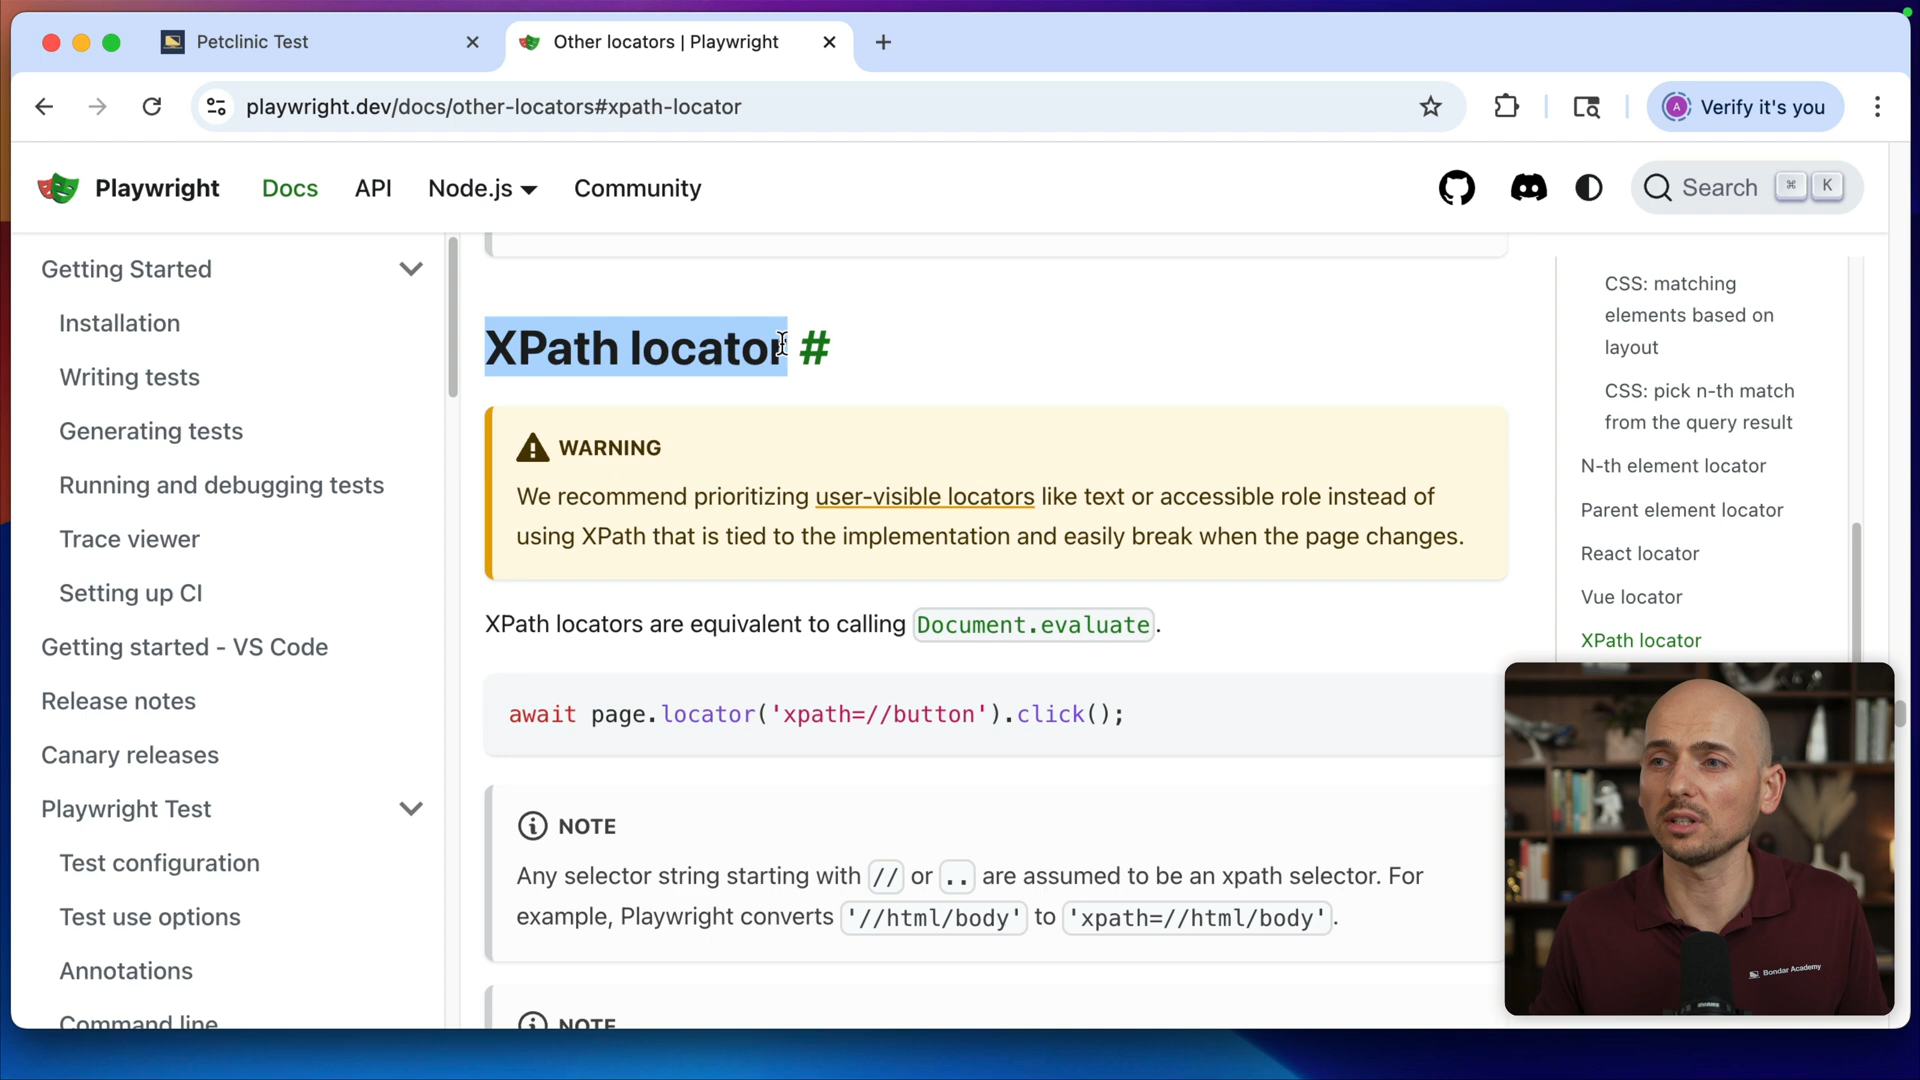 Petclinic Test
Other locators | Playwright
playwright.dev/docs/other-locators#xpath-locator
A
Verify it's you
Playwright
Docs
API
Node.js
Community
Search
⌘ K
Getting Started
Installation
Writing tests
Generating tests
Running and debugging tests
Trace viewer
Setting up CI
Getting started - VS Code
Release notes
Canary releases
Playwright Test
Test configuration
Test use options
Annotations
Command line
XPath locator #
WARNING
We recommend prioritizing user-visible locators like text or accessible role instead of
using XPath that is tied to the implementation and easily break when the page changes.
XPath locators are equivalent to calling Document.evaluate.
await page.locator('xpath=//button').click();
NOTE
Any selector string starting with // or .. are assumed to be an xpath selector. For
example, Playwright converts '//html/body' to 'xpath=//html/body'.
NOTE
CSS: matching
elements based on
layout
CSS: pick n-th match
from the query result
N-th element locator
Parent element locator
React locator
Vue locator
XPath locator
Bondar Academy